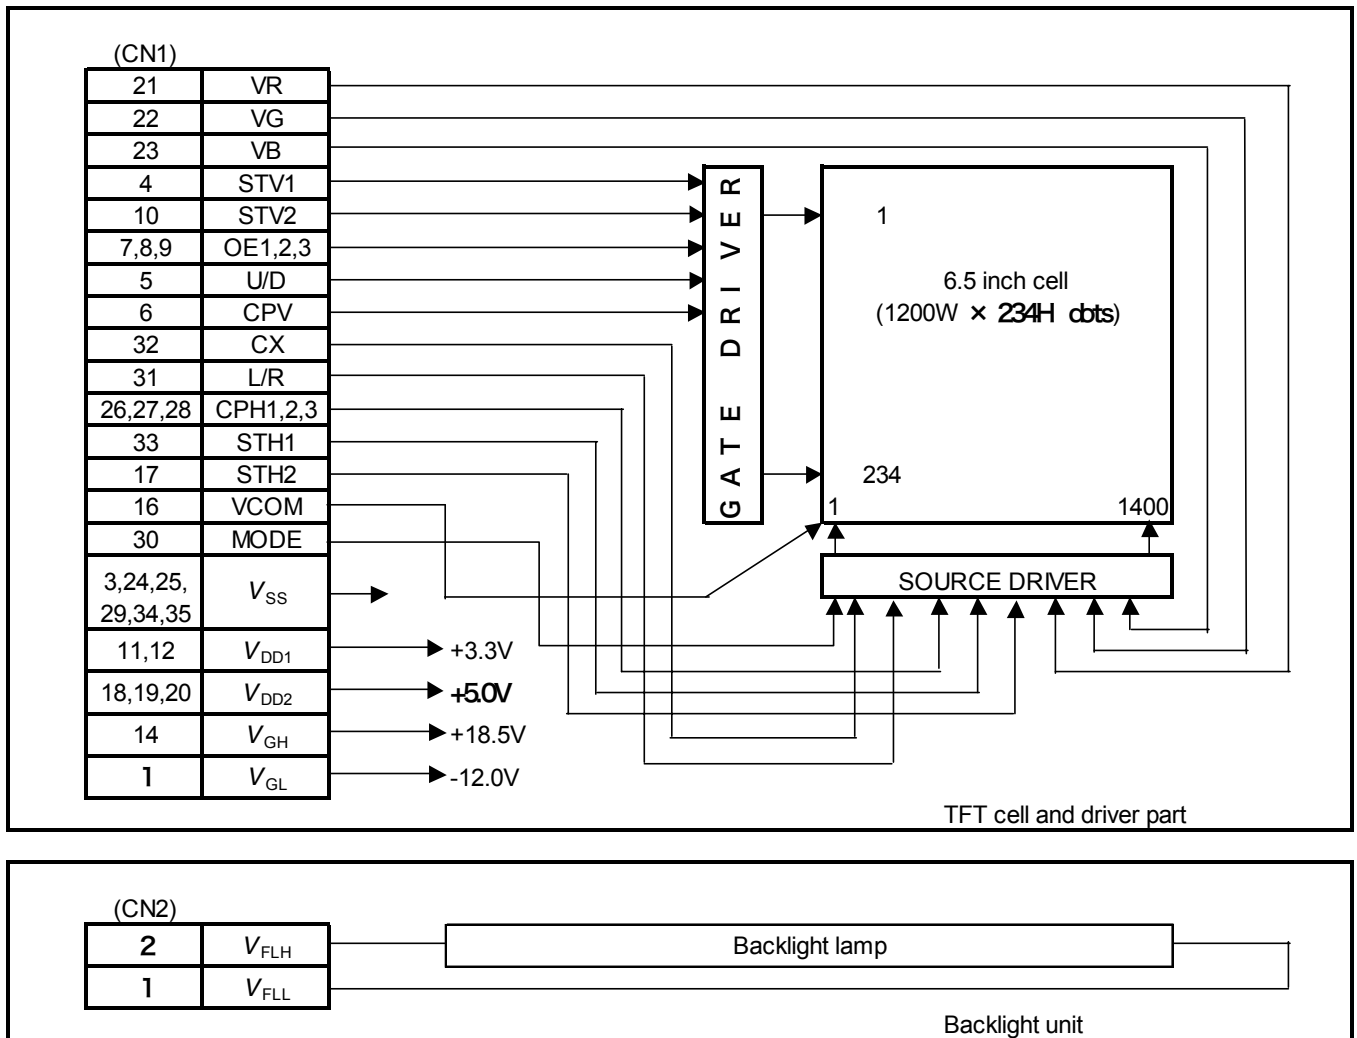 (CN1)
21 VR
22 VG
23 VB
4 STV1
10 STV2
7,8,9 OE1,2,3
5 U/D
6 CPV
32 CX
31 L/R
26,27,28 CPH1,2,3
33 STH1
17 STH2
16 VCOM
30 MODE
3,24,25,
29,34,35 VSS
11,12 VDD1 +3.3V
18,19,20 VDD2 +5.0V
14 VGH +18.5V
1 VGL -12.0V
GATE DRIVER
1
6.5 inch cell
(1200W × 234H dots)
234
1 1400
SOURCE DRIVER
TFT cell and driver part
(CN2)
2 VFLH Backlight lamp
1 VFLL
Backlight unit